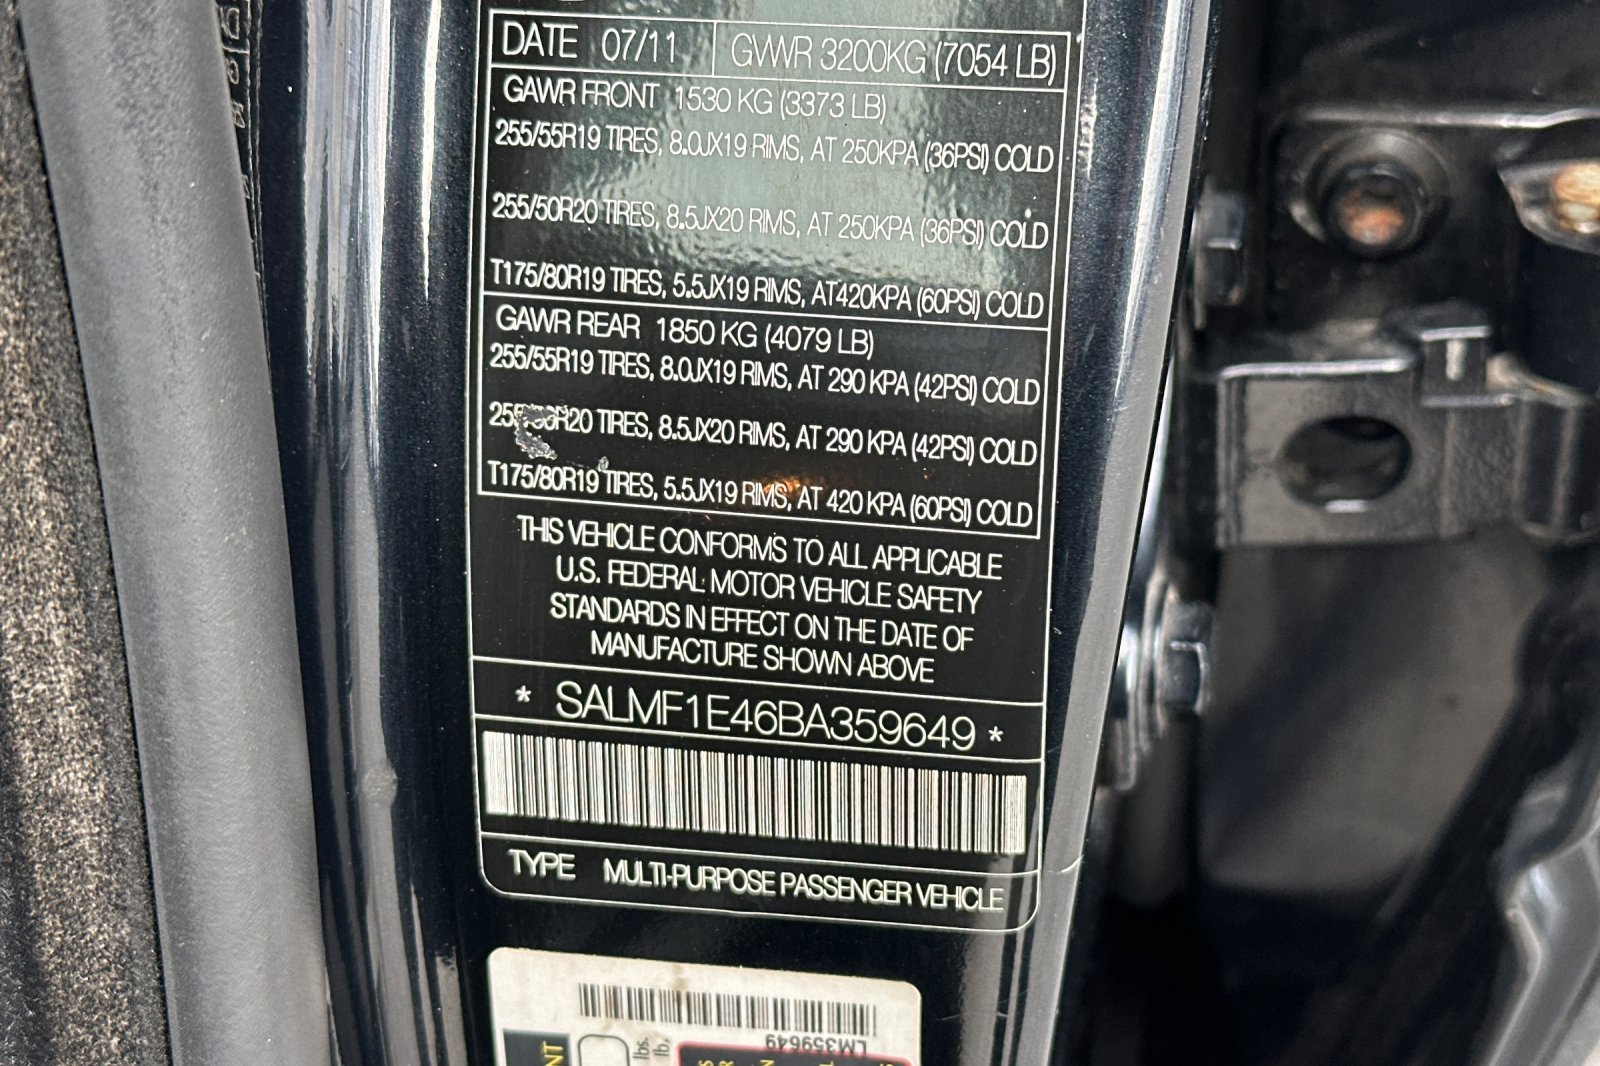 DATE 07/11 GVWR 3200KG (7054 LB)
GAWR FRONT 1530 KG (3373 LB)
255/55R19 TIRES, 8.0JX19 RIMS, AT 250KPA (36PSI) COLD
255/50R20 TIRES, 8.5JX20 RIMS, AT 250KPA (36PSI) COLD
T175/80R19 TIRES, 5.5JX19 RIMS, AT420KPA (60PSI) COLD
GAWR REAR 1850 KG (4079 LB)
255/55R19 TIRES, 8.0JX19 RIMS, AT 290 KPA (42PSI) COLD
TIRES, 8.5JX20 RIMS, AT 290 KPA (42PSI) COLD
T175/80R19 TIRES, 5.5JX19 RIMS, AT 420 KPA (60PSI) COLD
THIS VEHICLE CONFORMS TO ALL APPLICABLE
U.S. FEDERAL MOTOR VEHICLE SAFETY
STANDARDS IN EFFECT ON THE DATE OF
MANUFACTURE SHOWN ABOVE
* SALMF1E46BA359649 *
TYPE MULTI-PURPOSE PASSENGER VEHICLE
LM359649
lbs.
lb.